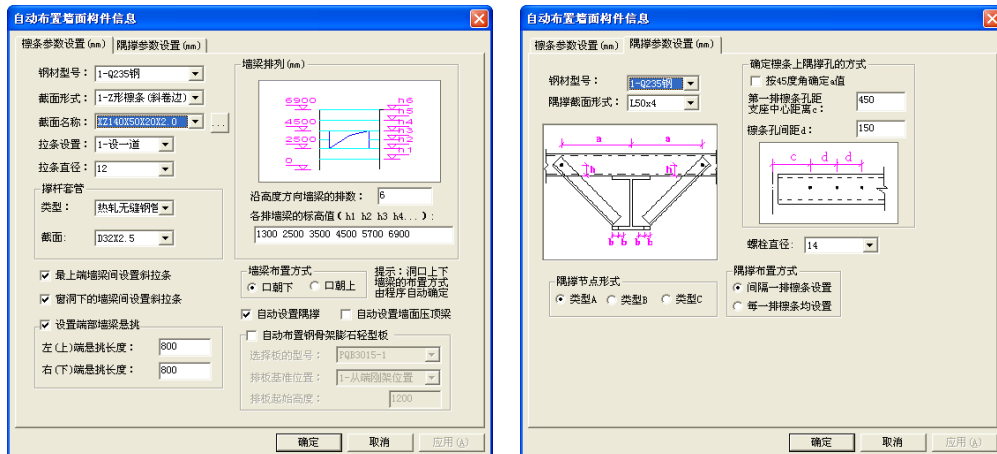 自动布置墙面构件信息
檩条参数设置(mm) 隅撑参数设置(mm)
钢材型号： 1-Q235钢
截面形式： 1-Z形檩条(斜卷边)
截面名称： XZ140X50X20X2.0 ...
拉条设置： 1-设一道
拉条直径： 12
撑杆套管
类型： 热轧无缝钢管
截面: D32X2.5
最上端墙梁间设置斜拉条
窗洞下的墙梁间设置斜拉条
设置端部墙梁悬挑
左(上)端悬挑长度： 800
右(下)端悬挑长度： 800
墙梁排列(mm)
6900
4500
2500
0
h6
h1
沿高度方向墙梁的排数： 6
各排墙梁的标高值(h1 h2 h3 h4...)：
1300 2500 3500 4500 5700 6900
墙梁布置方式
口朝下 口朝上
提示：洞口上下
墙梁的布置方式
由程序自动确定
自动设置隅撑 自动设置墙面压顶梁
自动布置钢骨架膨石轻型板
选择板的型号： PQB3015-1
排板基准位置： 1-从端刚架位置
排板起始高度： 1200
确定 取消 应用(A)
自动布置墙面构件信息
檩条参数设置(mm) 隅撑参数设置(mm)
钢材型号： 1-Q235钢
隅撑截面形式： L50x4
a a
h h
b b b b
隅撑节点形式
类型A 类型B 类型C
确定檩条上隅撑孔的方式
按45度角确定a值
第一排檩条孔距
支座中心距离c： 450
檩条孔间距d： 150
c d d
螺栓直径： 14
隅撑布置方式
间隔一排檩条设置
每一排檩条均设置
确定 取消 应用(A)